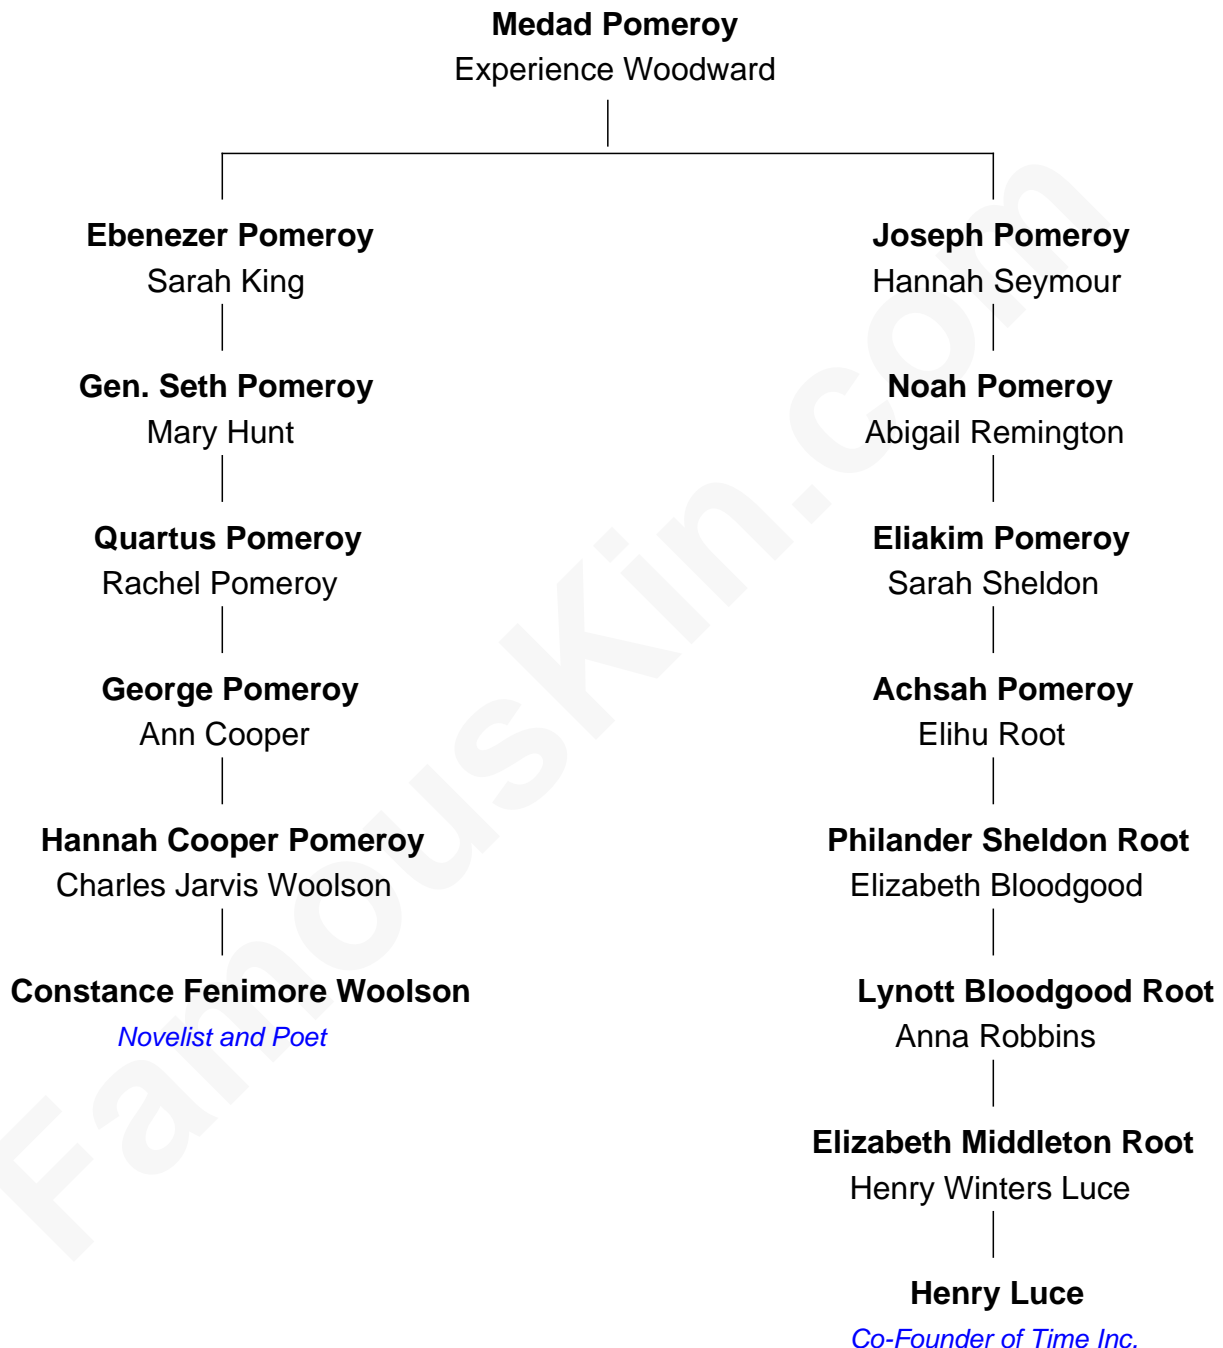 Medad Pomeroy
Experience Woodward
Ebenezer Pomeroy
Sarah King
Joseph Pomeroy
Hannah Seymour
Gen. Seth Pomeroy
Mary Hunt
Noah Pomeroy
Abigail Remington
Quartus Pomeroy
Rachel Pomeroy
Eliakim Pomeroy
Sarah Sheldon
George Pomeroy
Ann Cooper
Achsah Pomeroy
Elihu Root
Hannah Cooper Pomeroy
Charles Jarvis Woolson
Philander Sheldon Root
Elizabeth Bloodgood
Constance Fenimore Woolson
Novelist and Poet
Lynott Bloodgood Root
Anna Robbins
Elizabeth Middleton Root
Henry Winters Luce
Henry Luce
Co-Founder of Time Inc.
FamousKin.com